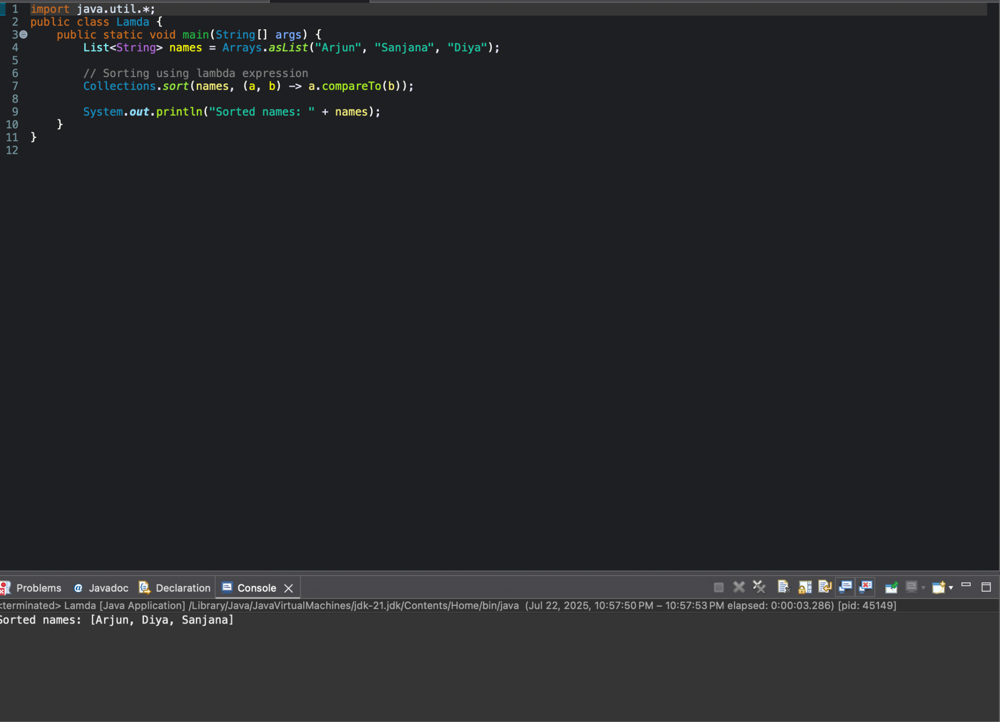 1 import java.util.*;
2 public class Lamda {
3     public static void main(String[] args) {
4         List<String> names = Arrays.asList("Arjun", "Sanjana", "Diya");
5
6         // Sorting using lambda expression
7         Collections.sort(names, (a, b) -> a.compareTo(b));
8
9         System.out.println("Sorted names: " + names);
10     }
11 }
12
Problems @ Javadoc Declaration Console
<terminated> Lamda [Java Application] /Library/Java/JavaVirtualMachines/jdk-21.jdk/Contents/Home/bin/java (Jul 22, 2025, 10:57:50 PM – 10:57:53 PM elapsed: 0:00:03.286) [pid: 45149]
Sorted names: [Arjun, Diya, Sanjana]